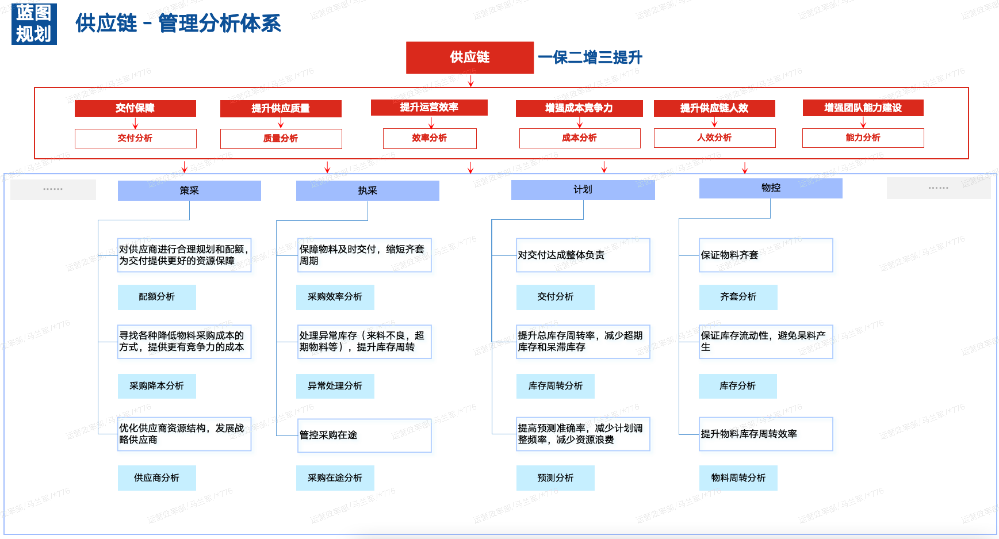 蓝图
规划
供应链 - 管理分析体系
供应链
一保二增三提升
交付保障
提升供应质量
提升运营效率
增强成本竞争力
提升供应链人效
增强团队能力建设
交付分析
质量分析
效率分析
成本分析
人效分析
能力分析
……
策采
执采
计划
物控
……
对供应商进行合理规划和配额，
为交付提供更好的资源保障
保障物料及时交付，缩短齐套
周期
对交付达成整体负责
保证物料齐套
配额分析
采购效率分析
交付分析
齐套分析
寻找各种降低物料采购成本的
方式，提供更有竞争力的成本
处理异常库存（来料不良，超
期物料等），提升库存周转
提升总库存周转率，减少超期
库存和呆滞库存
保证库存流动性，避免呆料产
生
采购降本分析
异常处理分析
库存周转分析
库存分析
优化供应商资源结构，发展战
略供应商
管控采购在途
提高预测准确率，减少计划调
整频率，减少资源浪费
提升物料库存周转效率
供应商分析
采购在途分析
预测分析
物料周转分析
运营效率部/马兰军/*776